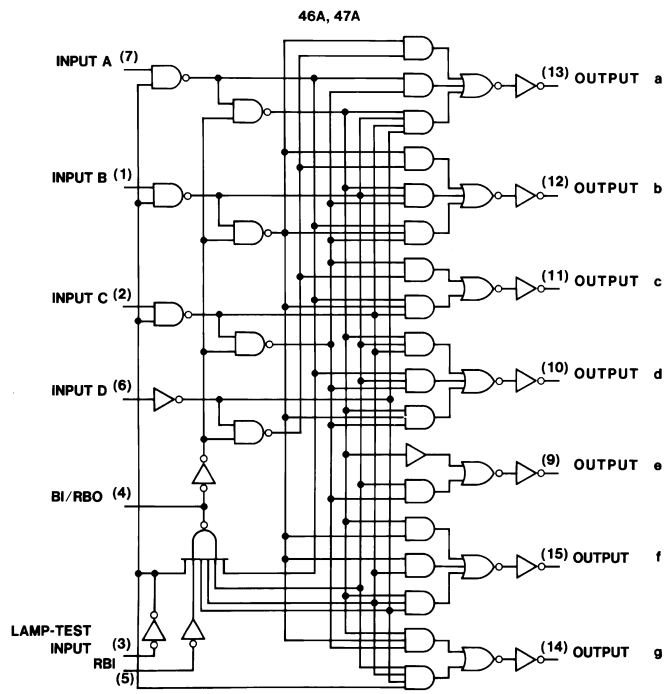 46A, 47A
INPUT A (7)
(13) OUTPUT a
INPUT B (1)
(12) OUTPUT b
INPUT C (2)
(11) OUTPUT c
INPUT D (6)
(10) OUTPUT d
(9) OUTPUT e
BI/RBO (4)
(15) OUTPUT f
LAMP-TEST
INPUT (3)
RBI
(5)
(14) OUTPUT g